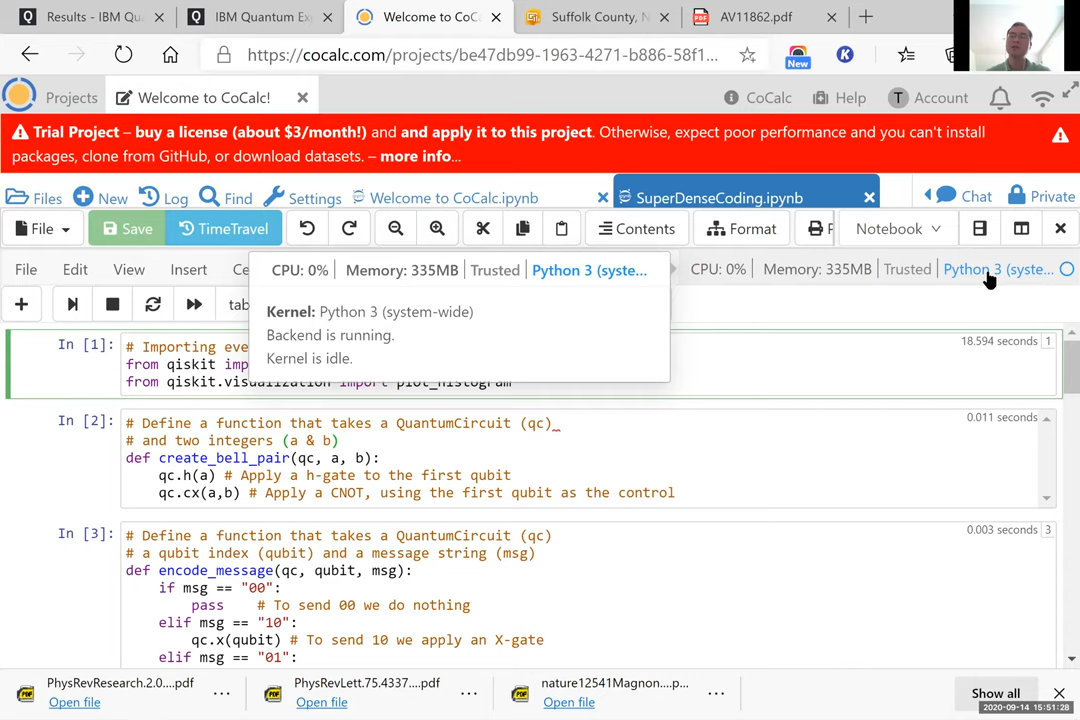 Results - IBM Qu
IBM Quantum Ex
Welcome to CoCa
Suffolk County, N
AV11862.pdf
https://cocalc.com/projects/be47db99-1963-4271-b886-58f1...
New
K
Projects
Welcome to CoCalc!
CoCalc
Help
T Account
Trial Project – buy a license (about $3/month!) and and apply it to this project. Otherwise, expect poor performance and you can't install
packages, clone from GitHub, or download datasets. – more info...
Files
New
Log
Find
Settings
Welcome to CoCalc.ipynb
SuperDenseCoding.ipynb
Chat
Private
File
Save
TimeTravel
Contents
Format
Notebook
File Edit View Insert Ce
CPU: 0% Memory: 335MB Trusted Python 3 (syste...
CPU: 0% Memory: 335MB Trusted Python 3 (syste...
tab
Kernel: Python 3 (system-wide)
Backend is running.
Kernel is idle.
In [1]:
# Importing eve
18.594 seconds 1
from qiskit imp
from qiskit.visualization import plot_histogram
In [2]:
# Define a function that takes a QuantumCircuit (qc)
0.011 seconds
# and two integers (a & b)
def create_bell_pair(qc, a, b):
qc.h(a) # Apply a h-gate to the first qubit
qc.cx(a,b) # Apply a CNOT, using the first qubit as the control
In [3]:
# Define a function that takes a QuantumCircuit (qc)
0.003 seconds 3
# a qubit index (qubit) and a message string (msg)
def encode_message(qc, qubit, msg):
if msg == "00":
pass # To send 00 we do nothing
elif msg == "10":
qc.x(qubit) # To send 10 we apply an X-gate
elif msg == "01":
PhysRevResearch.2.0....pdf
Open file
PhysRevLett.75.4337....pdf
Open file
nature12541Magnon....p...
Open file
Show all
2020-09-14 15:51:28